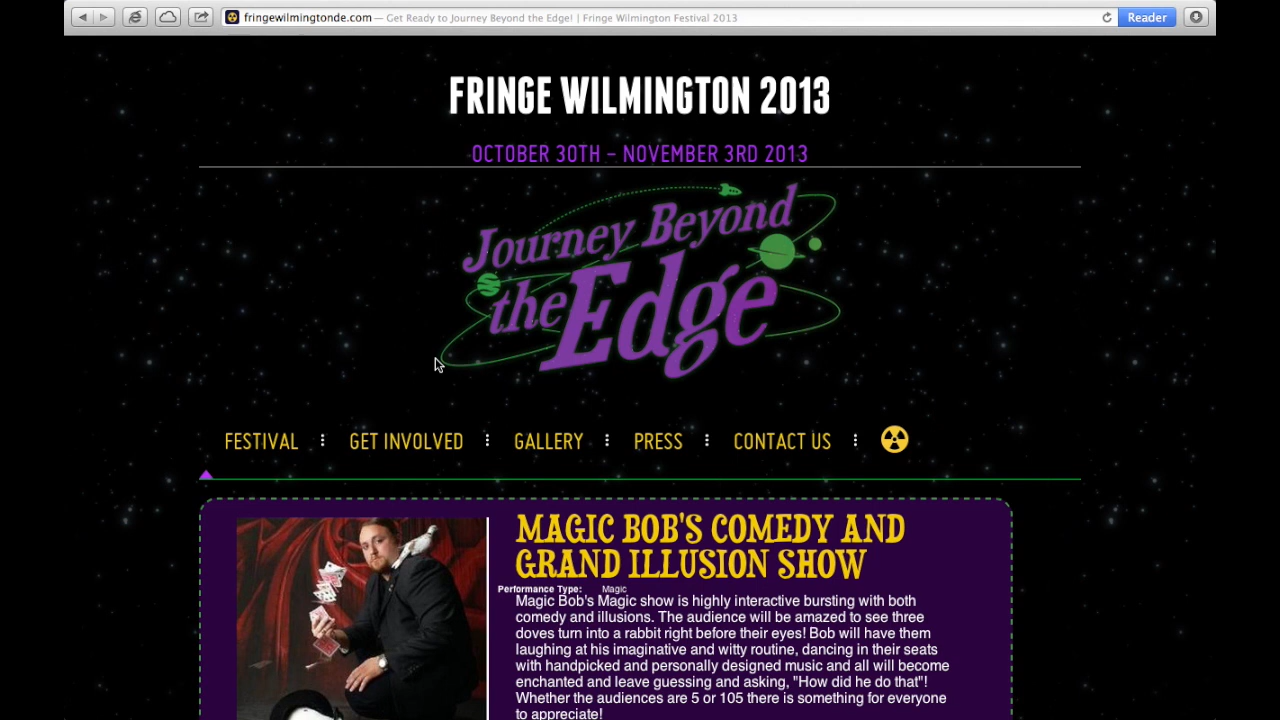 fringewilmingtonde.com — Get Ready to Journey Beyond the Edge! | Fringe Wilmington Festival 2013
Reader
FRINGE WILMINGTON 2013
OCTOBER 30TH - NOVEMBER 3RD 2013
Journey Beyond
the Edge
FESTIVAL
GET INVOLVED
GALLERY
PRESS
CONTACT US
MAGIC BOB'S COMEDY AND
GRAND ILLUSION SHOW
Performance Type: Magic
Magic Bob's Magic show is highly interactive bursting with both
comedy and illusions. The audience will be amazed to see three
doves turn into a rabbit right before their eyes! Bob will have them
laughing at his imaginative and witty routine, dancing in their seats
with handpicked and personally designed music and all will become
enchanted and leave guessing and asking, "How did he do that"!
Whether the audiences are 5 or 105 there is something for everyone
to appreciate!